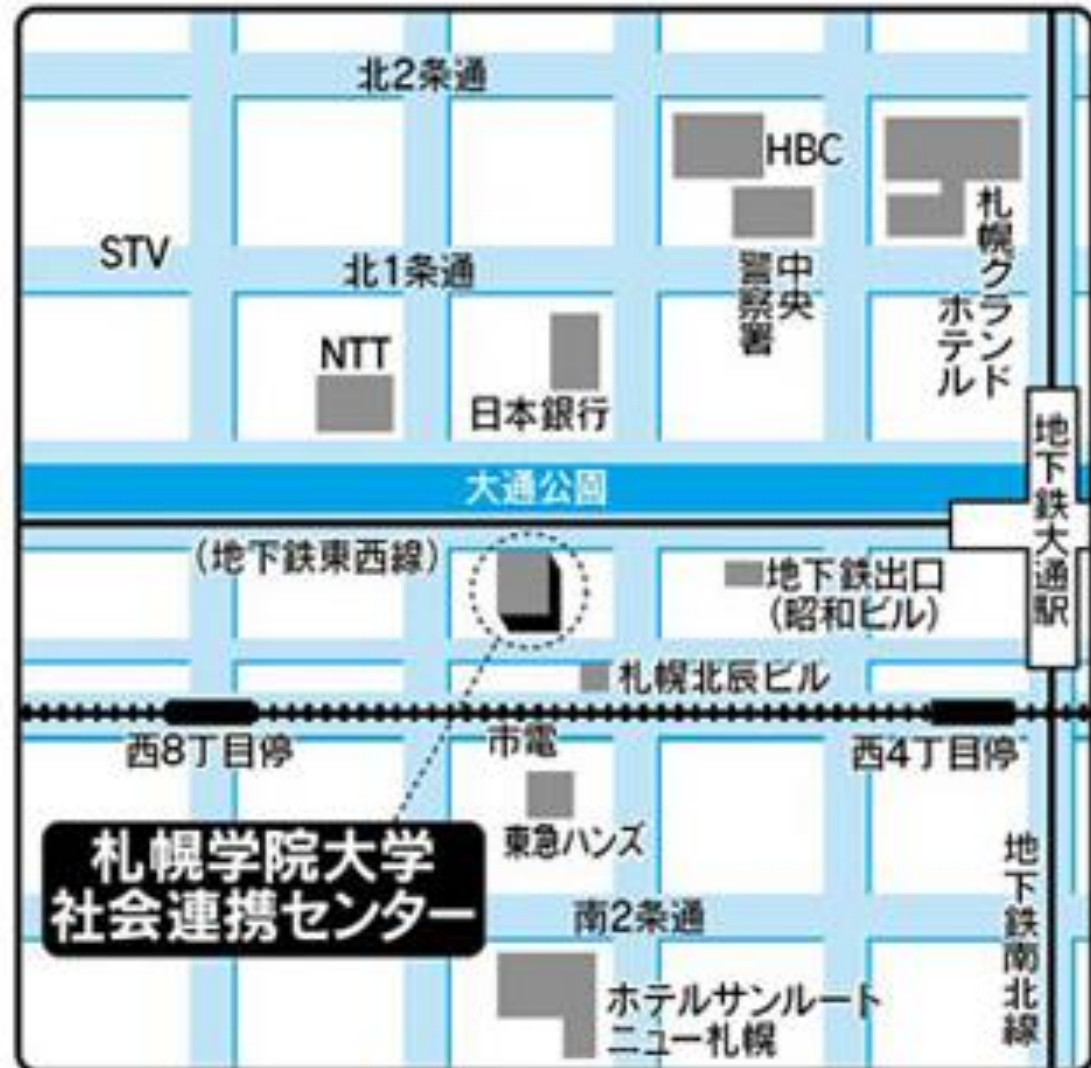 北2条通
HBC
札幌グランド
ホテル
STV
北1条通
中央
警察署
NTT
日本銀行
地下鉄大通駅
大通公園
(地下鉄東西線)
地下鉄出口
(昭和ビル)
札幌北辰ビル
西8丁目停
市電
西4丁目停
東急ハンズ
札幌学院大学
社会連携センター
地下鉄南北線
南2条通
ホテルサンルート
ニュー札幌